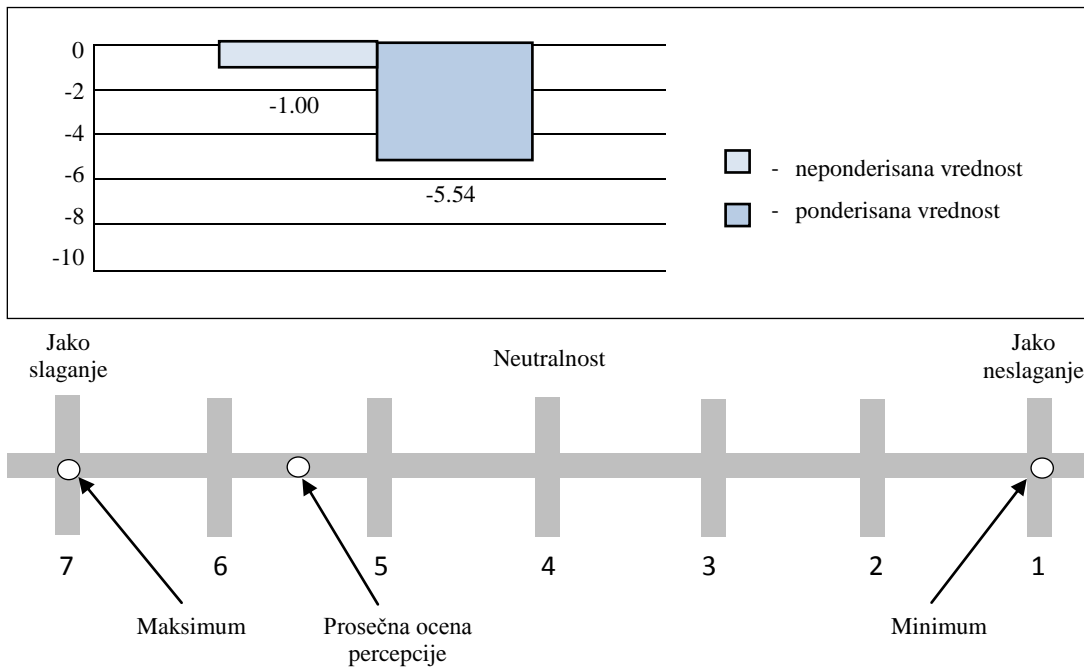 0
-2
-4
-6
-8
-10
-1.00
-5.54
- neponderisana vrednost
- ponderisana vrednost
Jako
slaganje
Neutralnost
Jako
neslaganje
7 6 5 4 3 2 1
Maksimum
Prosečna ocena
percepcije
Minimum